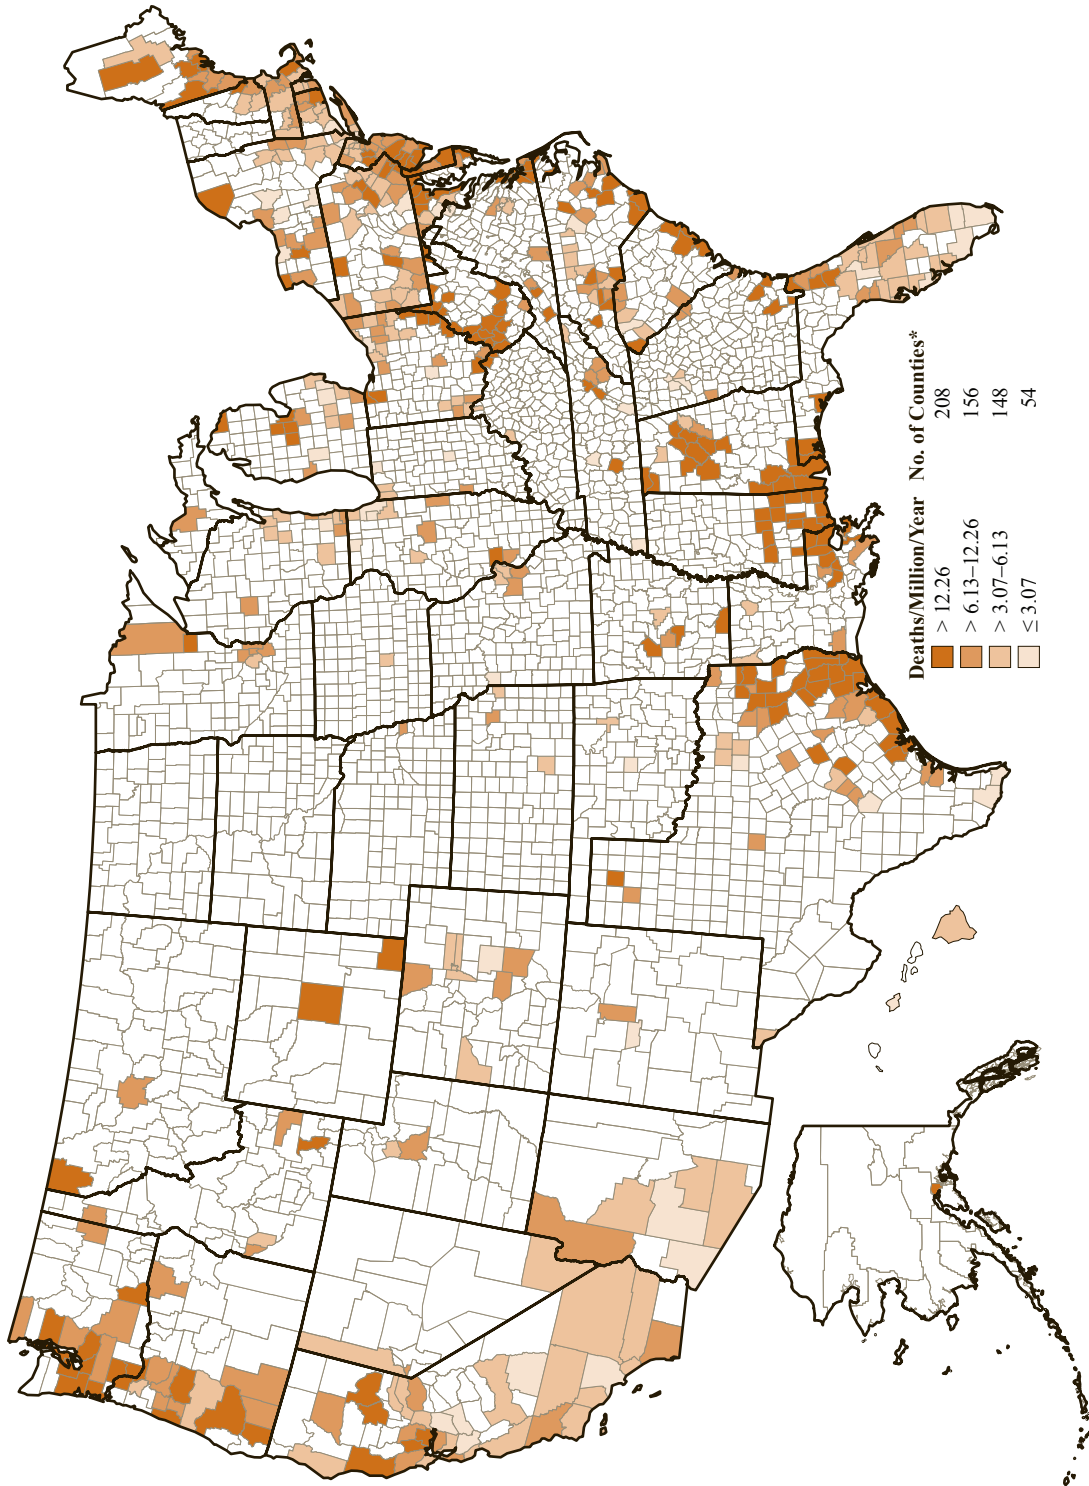 Deaths/Million/Year No. of Counties*
> 12.26 208
> 6.13–12.26 156
> 3.07–6.13 148
≤ 3.07 54